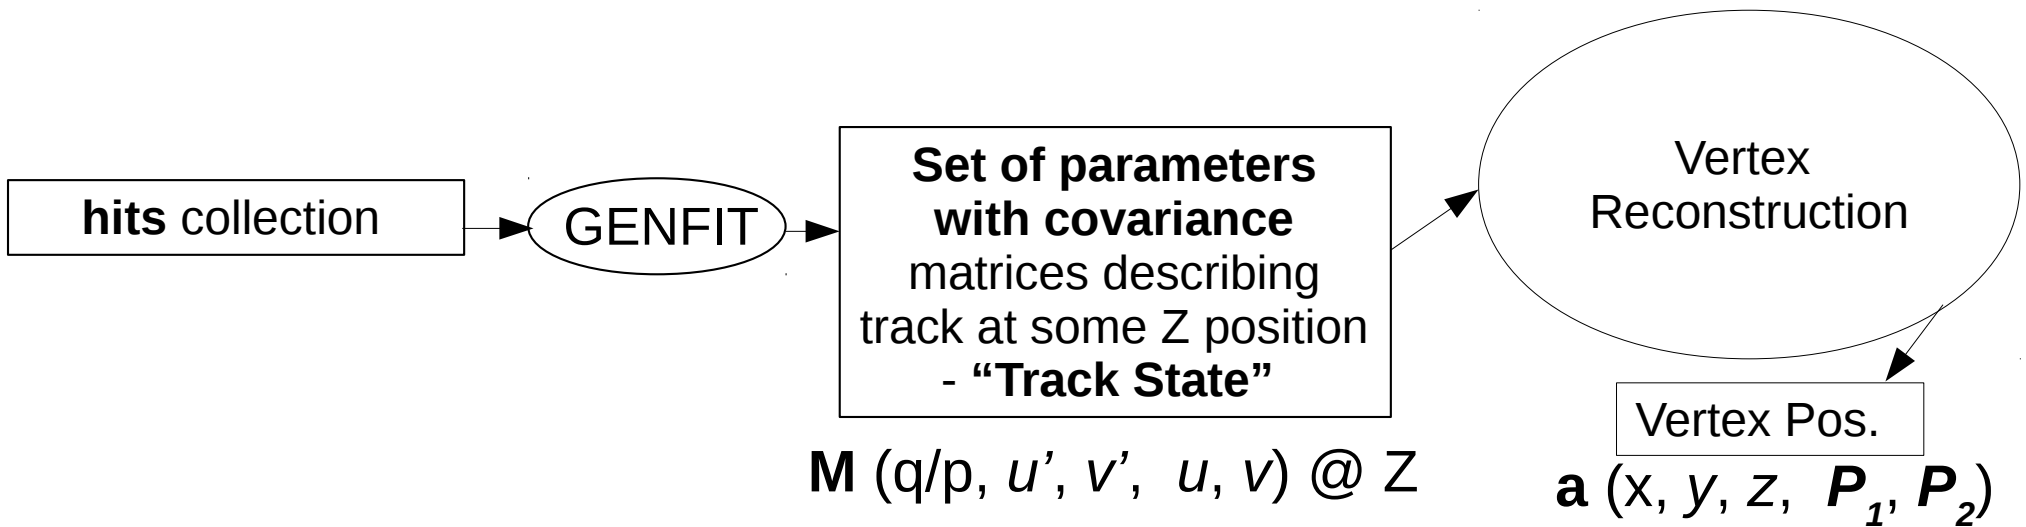 hits collection
GENFIT
Set of parameters
with covariance
matrices describing
track at some Z position
- “Track State”
M (q/p, u’, v’, u, v) @ Z
Vertex
Reconstruction
Vertex Pos.
a (x, y, z, P1, P2)